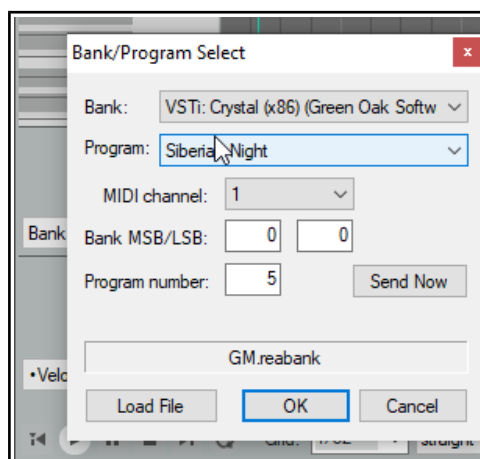 Bank/Program Select
x
Bank: VSTi: Crystal (x86) (Green Oak Softw
Program: Siberia Night
MIDI channel: 1
Bank
Bank MSB/LSB: 0 0
Program number: 5 Send Now
GM.reabank
•Velo
Load File OK Cancel
straight